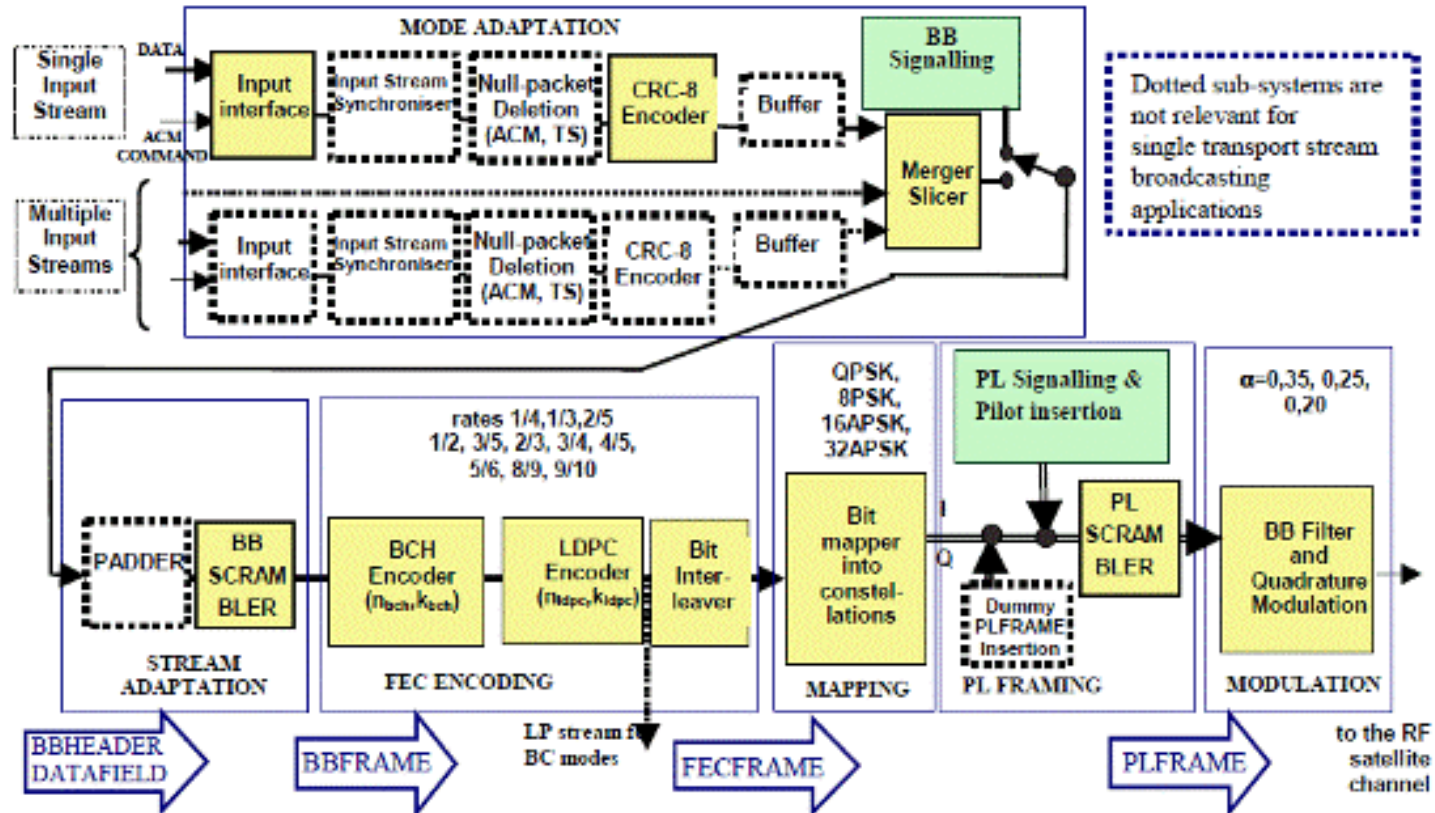 MODE ADAPTATION
BB
Signalling
Single
Input
Stream
DATA
ACM
COMMAND
Input
interface
Input Stream
Synchroniser
Null-packet
Deletion
(ACM, TS)
CRC-8
Encoder
Buffer
Merger
Slicer
Dotted sub-systems are
not relevant for
single transport stream
broadcasting
applications
Multiple
Input
Streams
Input
interface
Input Stream
Synchroniser
Null-packet
Deletion
(ACM, TS)
CRC-8
Encoder
Buffer
rates 1/4,1/3,2/5
1/2, 3/5, 2/3, 3/4, 4/5,
5/6, 8/9, 9/10
QPSK,
8PSK,
16APSK,
32APSK
PL Signalling &
Pilot insertion
α=0,35, 0,25,
0,20
PADDER
BB
SCRAM
BLER
BCH
Encoder
(nbch,kbch)
LDPC
Encoder
(nldpc,kldpc)
Bit
Inter-
leaver
Bit
mapper
into
constel-
lations
I
Q
Dummy
PLFRAME
Insertion
PL
SCRAM
BLER
BB Filter
and
Quadrature
Modulation
STREAM
ADAPTATION
FEC ENCODING
MAPPING
PL FRAMING
MODULATION
BBHEADER
DATAFIELD
BBFRAME
LP stream
BC modes
FECFRAME
PLFRAME
to the RF
satellite
channel